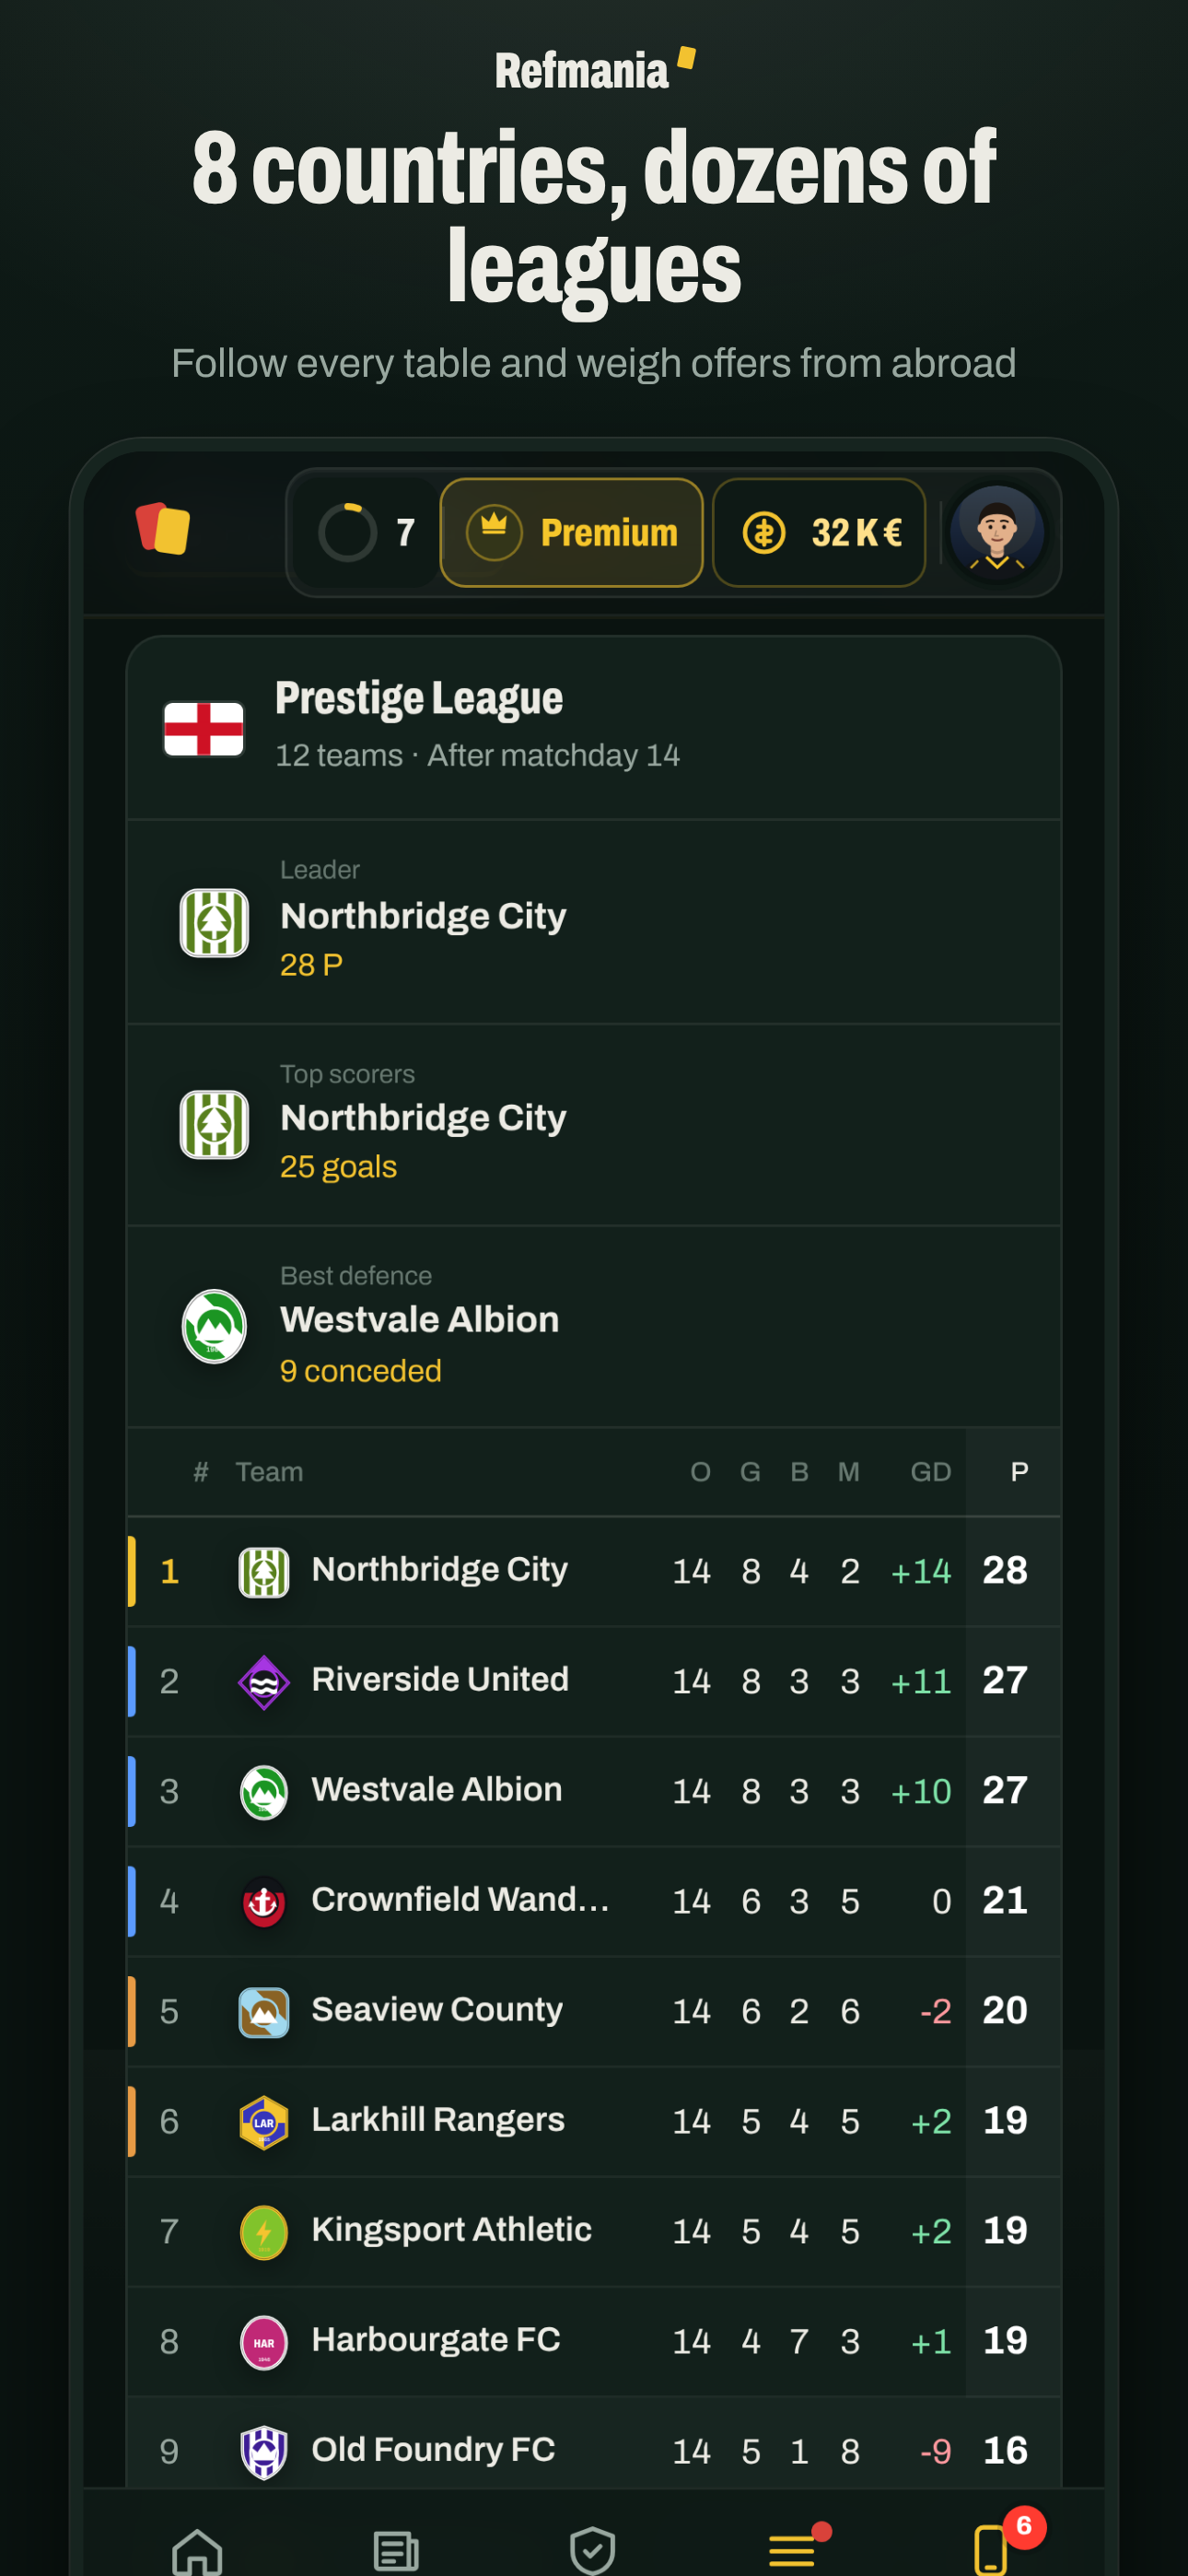 Refmania
8 countries, dozens of
leagues
Follow every table and weigh offers from abroad
7 Premium 32 K €
Prestige League
12 teams · After matchday 14
Leader
Northbridge City
28 P
Top scorers
Northbridge City
25 goals
Best defence
Westvale Albion
9 conceded
# Team O G B M GD P
1 Northbridge City 14 8 4 2 +14 28
2 Riverside United 14 8 3 3 +11 27
3 Westvale Albion 14 8 3 3 +10 27
4 Crownfield Wand... 14 6 3 5 0 21
5 Seaview County 14 6 2 6 -2 20
6 LAR Larkhill Rangers 14 5 4 5 +2 19
7 Kingsport Athletic 14 5 4 5 +2 19
8 HAR Harbourgate FC 14 4 7 3 +1 19
9 Old Foundry FC 14 5 1 8 -9 16
6